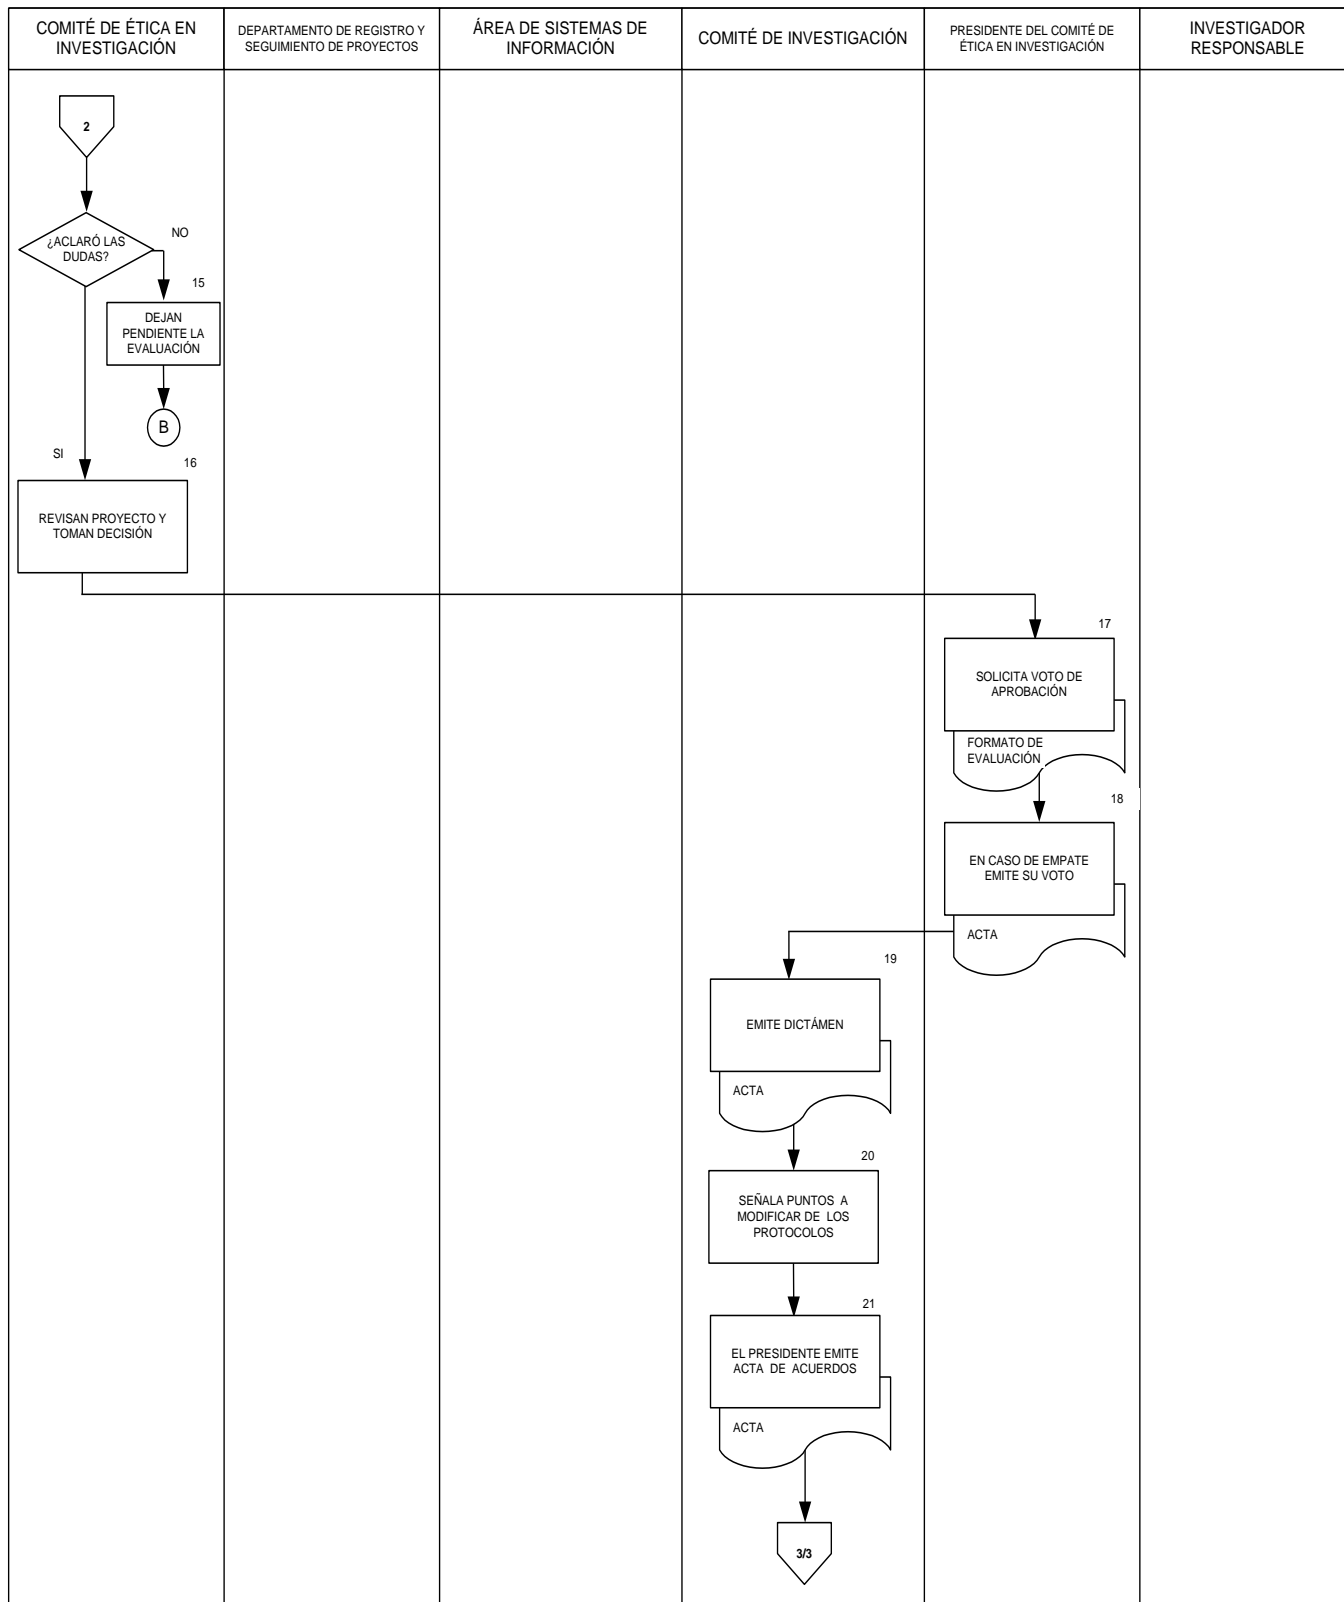 COMITÉ DE ÉTICA EN
INVESTIGACIÓN
DEPARTAMENTO DE REGISTRO Y
SEGUIMIENTO DE PROYECTOS
ÁREA DE SISTEMAS DE
INFORMACIÓN
COMITÉ DE INVESTIGACIÓN
PRESIDENTE DEL COMITÉ DE
ÉTICA EN INVESTIGACIÓN
INVESTIGADOR
RESPONSABLE
2
¿ACLARÓ LAS
DUDAS?
NO
15
DEJAN
PENDIENTE LA
EVALUACIÓN
B
SI
16
REVISAN PROYECTO Y
TOMAN DECISIÓN
17
SOLICITA VOTO DE
APROBACIÓN
FORMATO DE
EVALUACIÓN
18
EN CASO DE EMPATE
EMITE SU VOTO
ACTA
19
EMITE DICTÁMEN
ACTA
20
SEÑALA PUNTOS A
MODIFICAR DE LOS
PROTOCOLOS
21
EL PRESIDENTE EMITE
ACTA DE ACUERDOS
ACTA
3/3